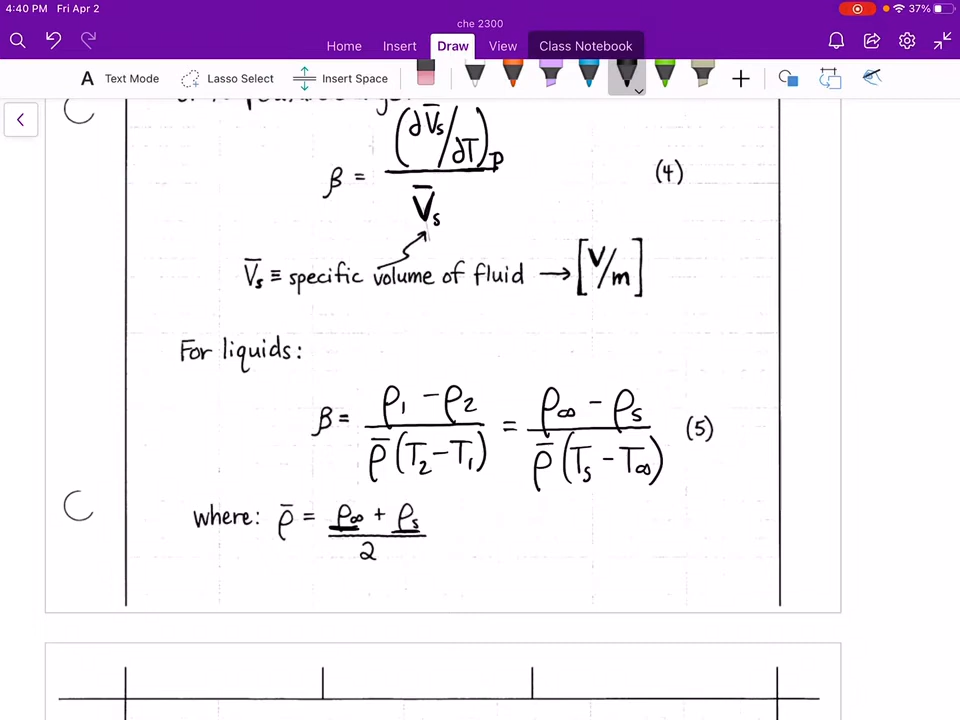 4:40 PM Fri Apr 2
37%
che 2300
Home Insert Draw View Class Notebook
A Text Mode Lasso Select Insert Space
β = (∂V̄s/∂T)P / V̄s (4)
V̄s ≡ specific volume of fluid → [V/m]
For liquids:
β = ρ1 - ρ2 / ρ̄ (T2 - T1) = ρ∞ - ρs / ρ̄ (Ts - T∞) (5)
where: ρ̄ = ρ∞ + ρs / 2